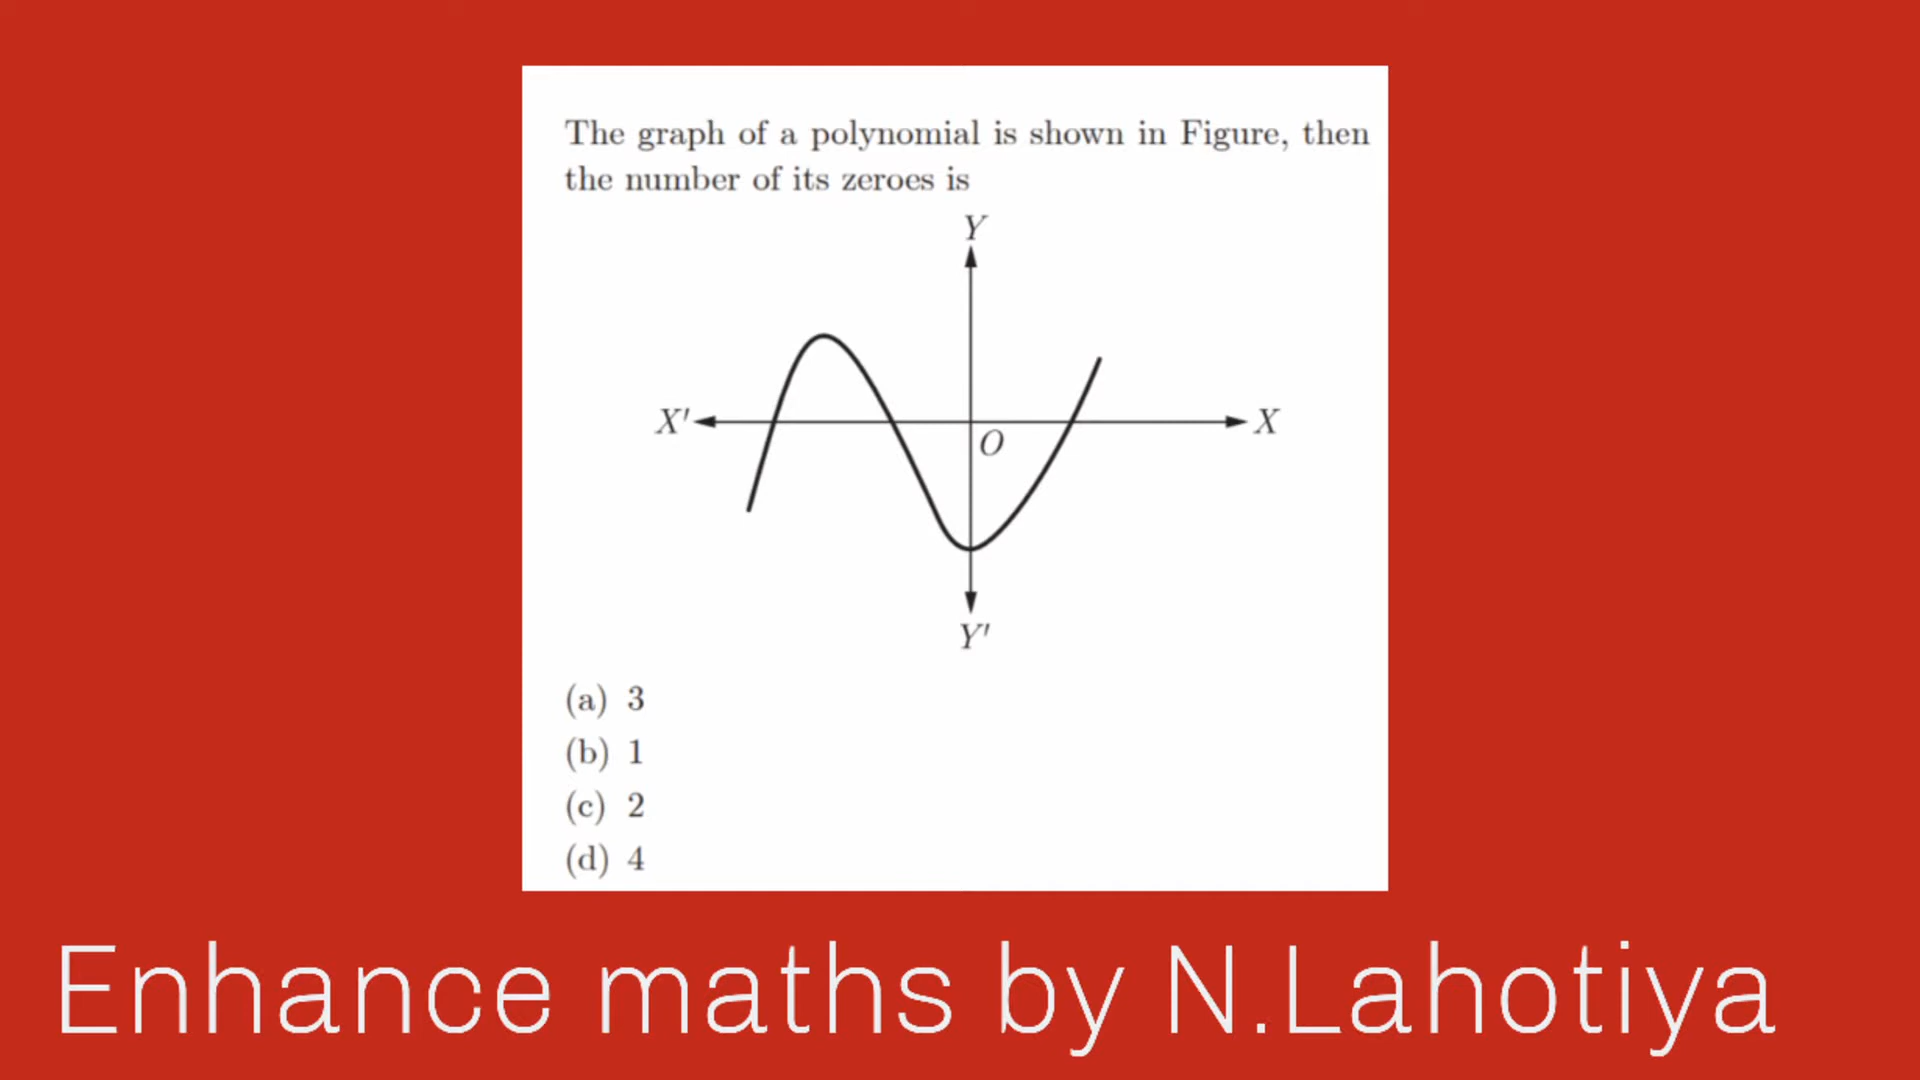 The graph of a polynomial is shown in Figure, then
the number of its zeroes is
Y
X' X
O
Y'
(a) 3
(b) 1
(c) 2
(d) 4
Enhance maths by N.Lahotiya